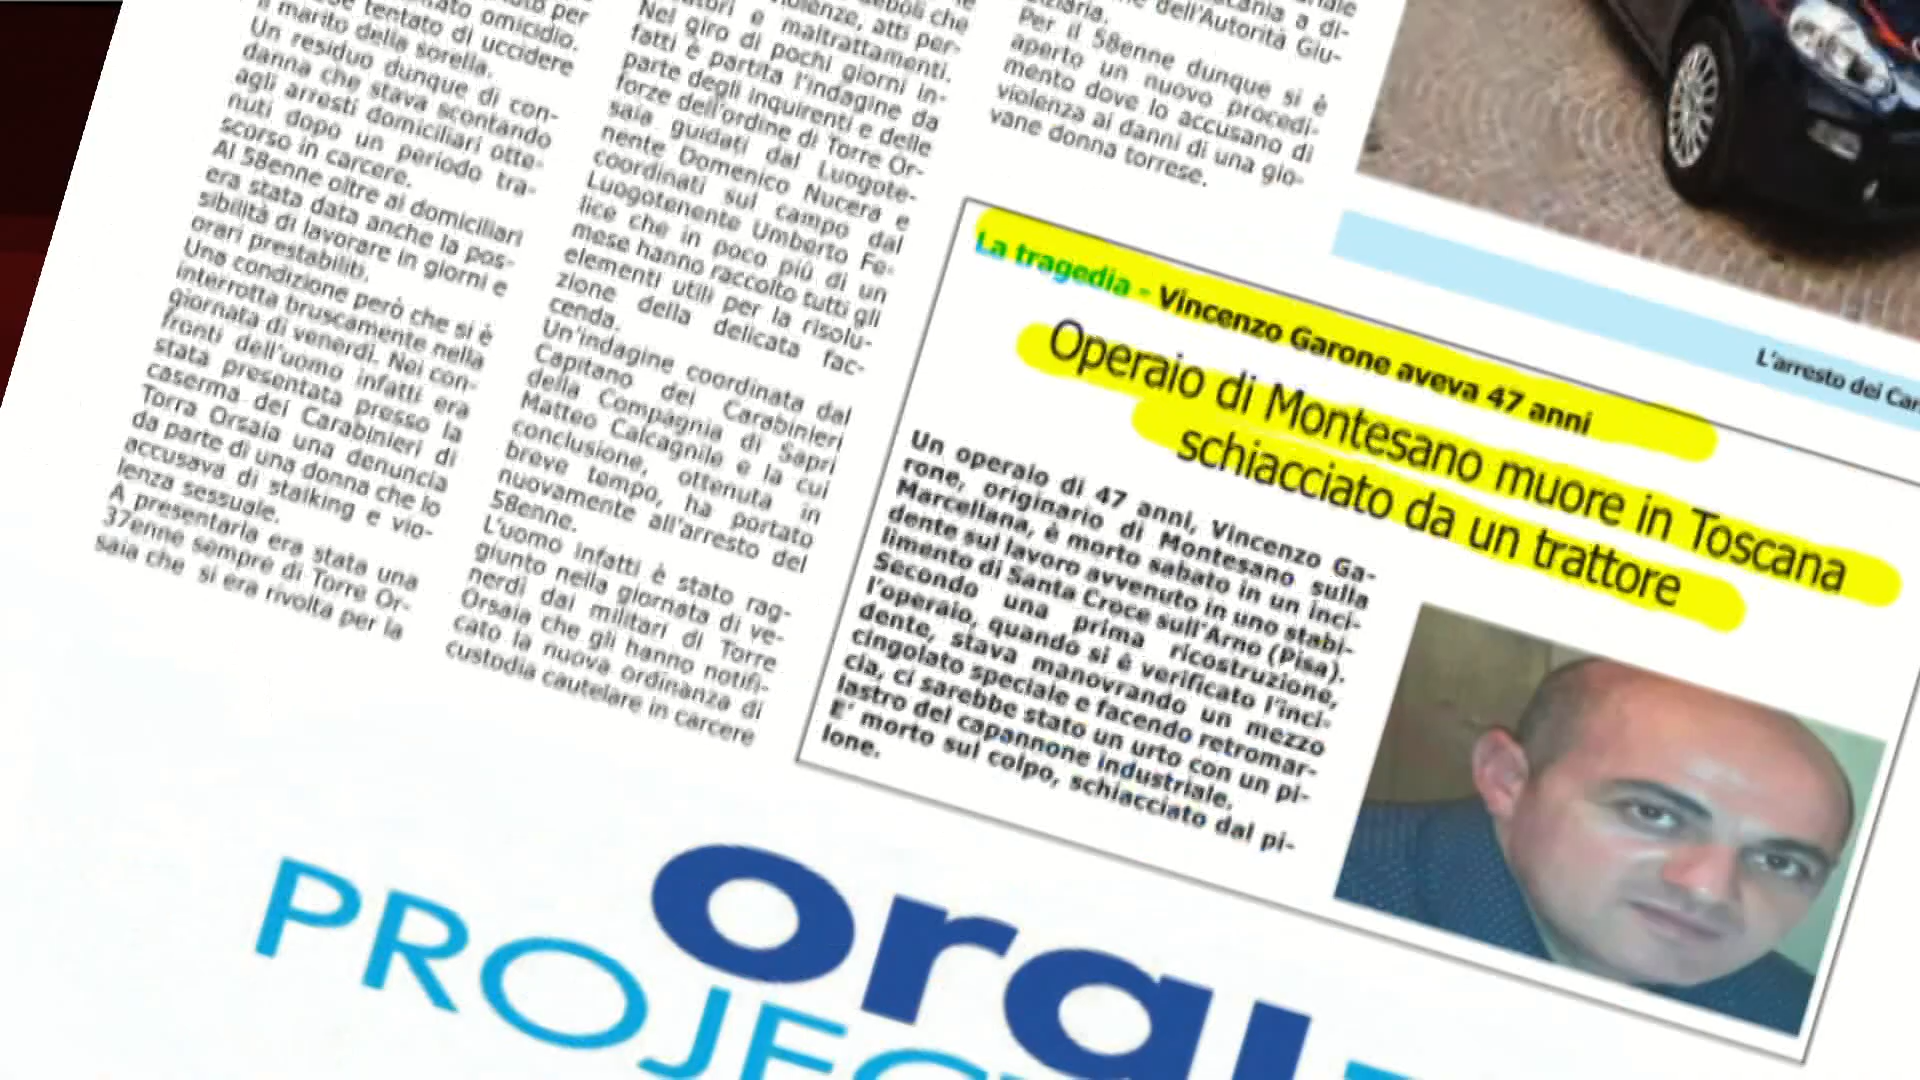 marito della sorella.
Un residuo dunque di con-
danna che stava scontando
agli arresti domiciliari otte-
nuti dopo un periodo tra-
scorso in carcere.
Al 58enne oltre ai domiciliari
era stata data anche la pos-
sibilità di lavorare in giorni e
orari prestabiliti.
Una condizione però che si è
interrotta bruscamente nella
giornata di venerdì. Nei con-
fronti dell'uomo infatti era
stata presentata presso la
caserma dei Carabinieri di
Torra Orsaia una denuncia
da parte di una donna che lo
accusava di stalking e vio-
lenza sessuale.
A presentarla era stata una
37enne sempre di Torre Or-
saia che si era rivolta per la
maltrattamenti.
Nel giro di pochi giorni in-
fatti è partita l'indagine da
parte degli inquirenti e delle
forze dell'ordine di Torre Or-
saia guidati dal Luogote-
nente Domenico Nucera e
coordinati sul campo dal
Luogotenente Umberto Fe-
lice che in poco più di un
mese hanno raccolto tutti gli
elementi utili per la risolu-
zione della delicata fac-
cenda.
Un'indagine coordinata dal
Capitano dei Carabinieri
della Compagnia di Sapri
Matteo Calcagnile e la cui
conclusione, ottenuta in
breve tempo, ha portato
nuovamente all'arresto del
58enne.
L'uomo infatti è stato rag-
giunto nella giornata di ve-
nerdì dai militari di Torre
Orsaia che gli hanno notifi-
cato la nuova ordinanza di
custodia cautelare in carcere
dell'Autorità Giu-
diziaria.
Per il 58enne dunque si è
aperto un nuovo procedi-
mento dove lo accusano di
violenza ai danni di una gio-
vane donna torrese.
L'arresto dei Car
La tragedia - Vincenzo Garone aveva 47 anni
Operaio di Montesano muore in Toscana
schiacciato da un trattore
Un operaio di 47 anni, Vincenzo Ga-
rone, originario di Montesano sulla
Marcellana, è morto sabato in un inci-
dente sul lavoro avvenuto in uno stabi-
limento di Santa Croce sull'Arno (Pisa).
Secondo una prima ricostruzione,
l'operaio, quando si è verificato l'inci-
dente, stava manovrando un mezzo
cingolato speciale e facendo retromar-
cia, ci sarebbe stato un urto con un pi-
lastro del capannone industriale.
E' morto sul colpo, schiacciato dal pi-
lone.
oral
PROJEC